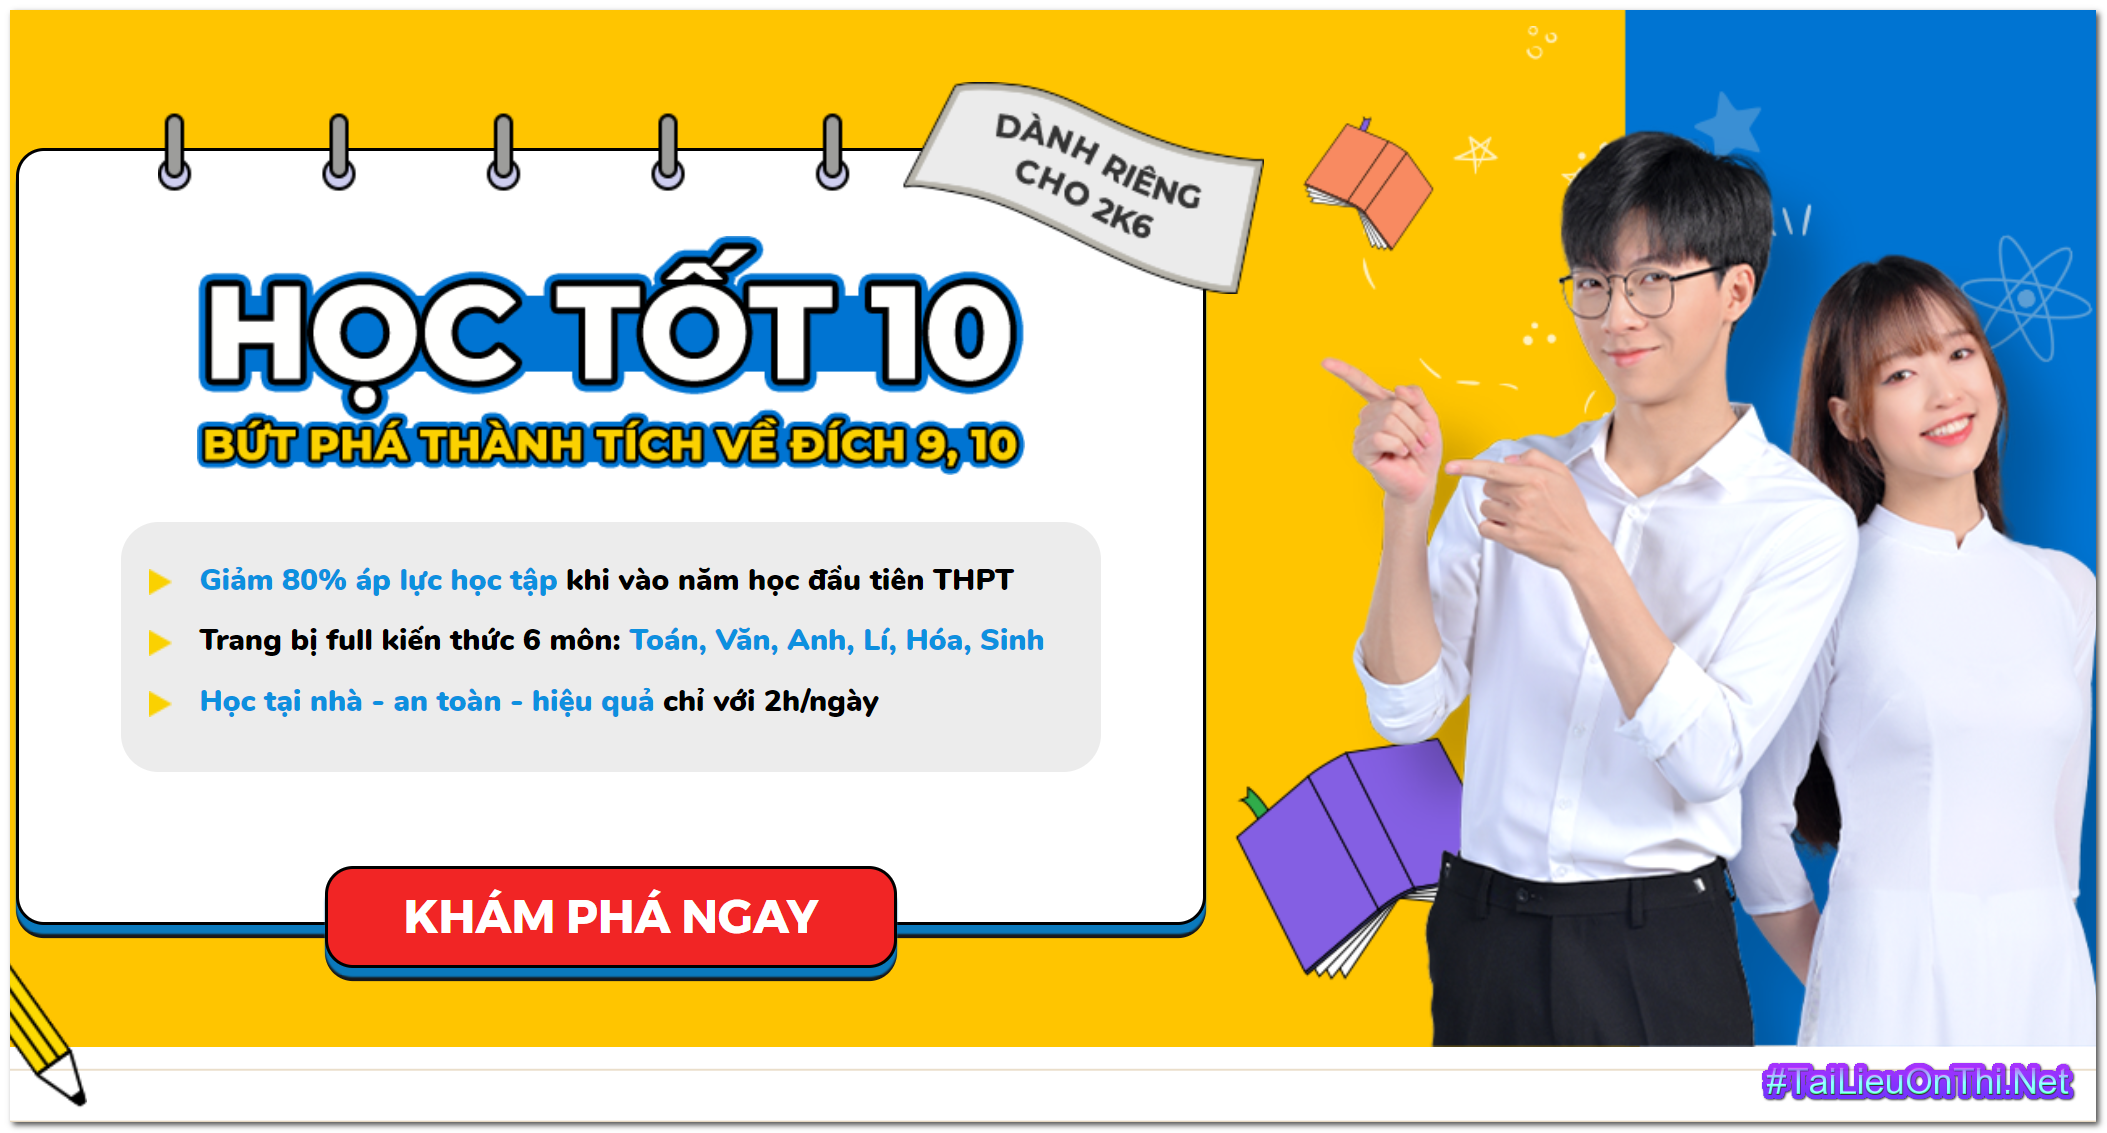 DÀNH RIÊNG
CHO 2K6
HỌC TỐT 10
BỨT PHÁ THÀNH TÍCH VỀ ĐÍCH 9, 10
Giảm 80% áp lực học tập khi vào năm học đầu tiên THPT
Trang bị full kiến thức 6 môn: Toán, Văn, Anh, Lí, Hóa, Sinh
Học tại nhà - an toàn - hiệu quả chỉ với 2h/ngày
KHÁM PHÁ NGAY
#TaiLieuOnThi.Net